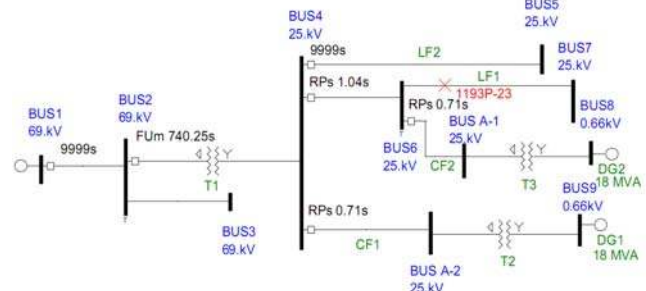 BUS5
25.kV
BUS4
25.kV
9999s
LF2
BUS7
25.kV
RPs 1.04s
LF1
1193P-23
BUS8
0.66kV
BUS1
69.kV
BUS2
69.kV
9999s
FUm 740.25s
T1
RPs 0.71s
BUS A-1
25.kV
BUS6
25.kV
CF2
T3
DG2
18 MVA
BUS3
69.kV
RPs 0.71s
CF1
BUS A-2
25.kV
T2
BUS9
0.66kV
DG1
18 MVA